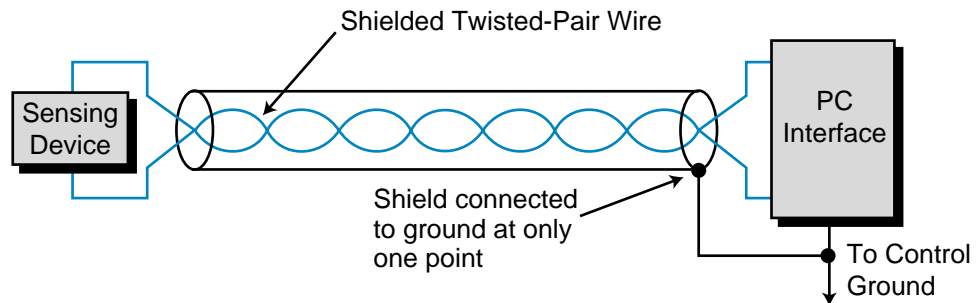 Shielded Twisted-Pair Wire
Sensing
Device
PC
Interface
Shield connected
to ground at only
one point
To Control
Ground